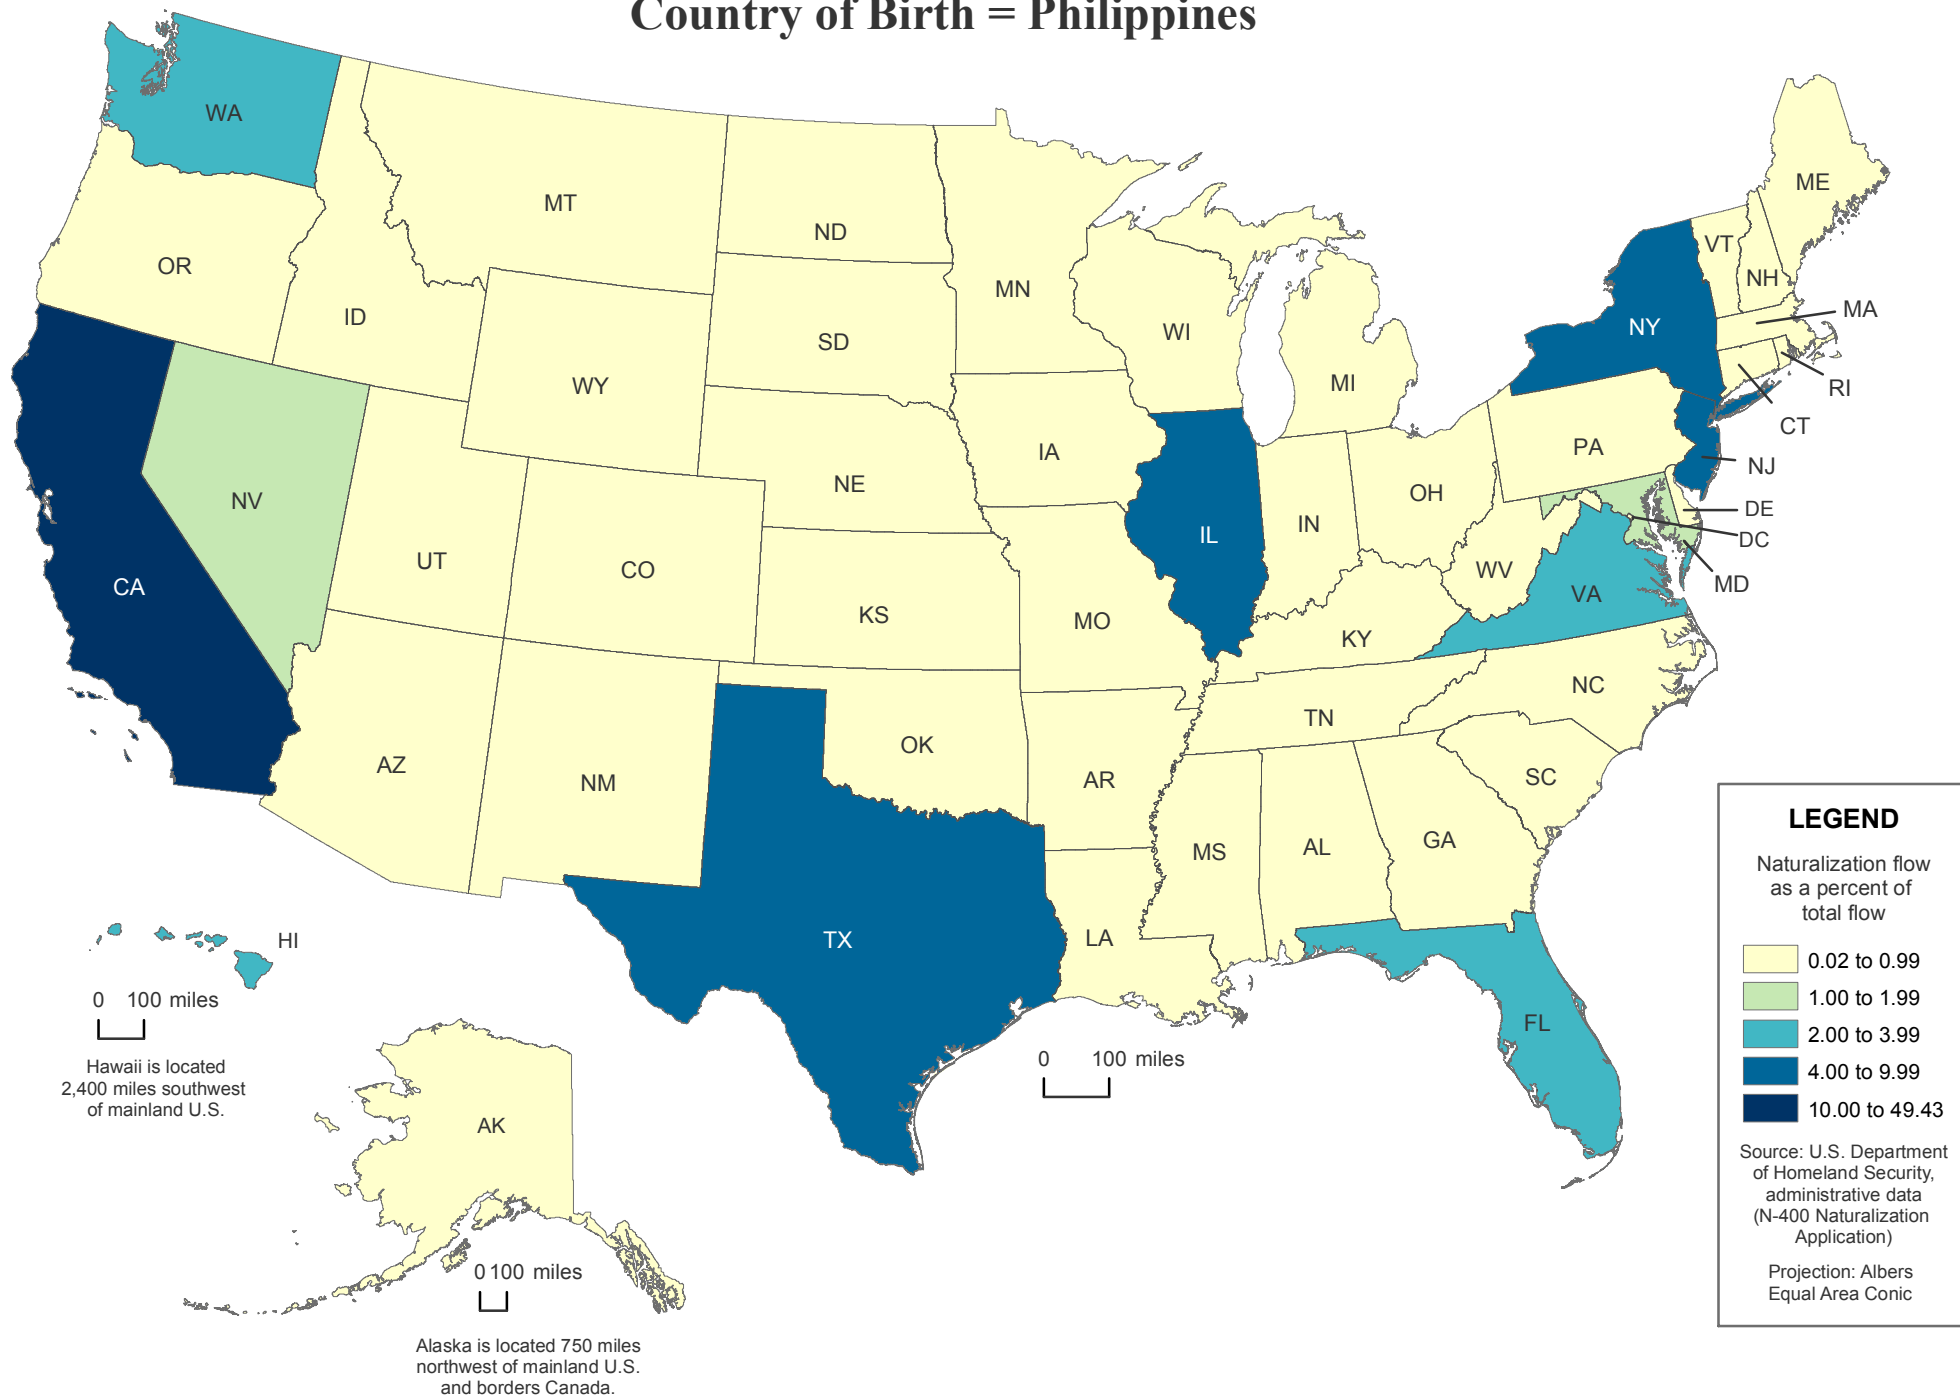 Country of Birth = Philippines
WA
OR
CA
NV
ID
MT
WY
UT
AZ
CO
NM
ND
SD
NE
KS
OK
TX
MN
IA
MO
AR
LA
WI
IL
MI
IN
OH
KY
TN
MS
AL
GA
FL
SC
NC
VA
WV
PA
NY
VT
NH
ME
MA
RI
CT
NJ
DE
DC
MD
HI
0 100 miles
Hawaii is located
2,400 miles southwest
of mainland U.S.
AK
0 100 miles
Alaska is located 750 miles
northwest of mainland U.S.
and borders Canada.
0 100 miles
LEGEND
Naturalization flow
as a percent of
total flow
0.02 to 0.99
1.00 to 1.99
2.00 to 3.99
4.00 to 9.99
10.00 to 49.43
Source: U.S. Department
of Homeland Security,
administrative data
(N-400 Naturalization
Application)
Projection: Albers
Equal Area Conic